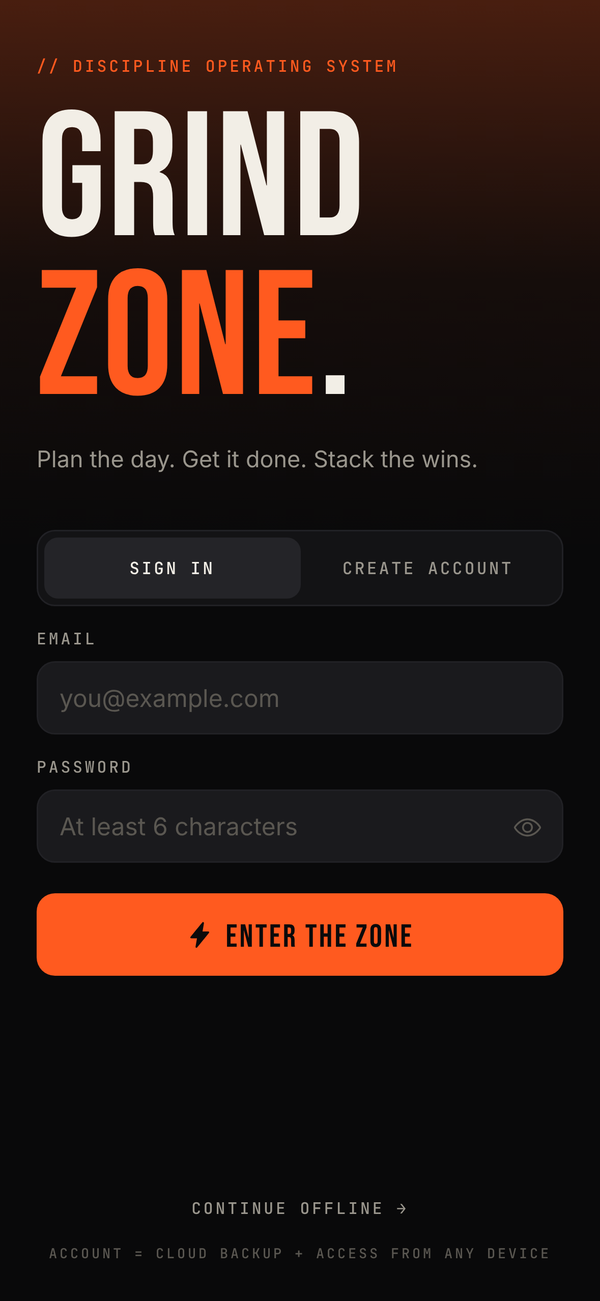 // DISCIPLINE OPERATING SYSTEM
GRIND
ZONE.
Plan the day. Get it done. Stack the wins.
SIGN IN
CREATE ACCOUNT
EMAIL
you@example.com
PASSWORD
At least 6 characters
ENTER THE ZONE
CONTINUE OFFLINE →
ACCOUNT = CLOUD BACKUP + ACCESS FROM ANY DEVICE